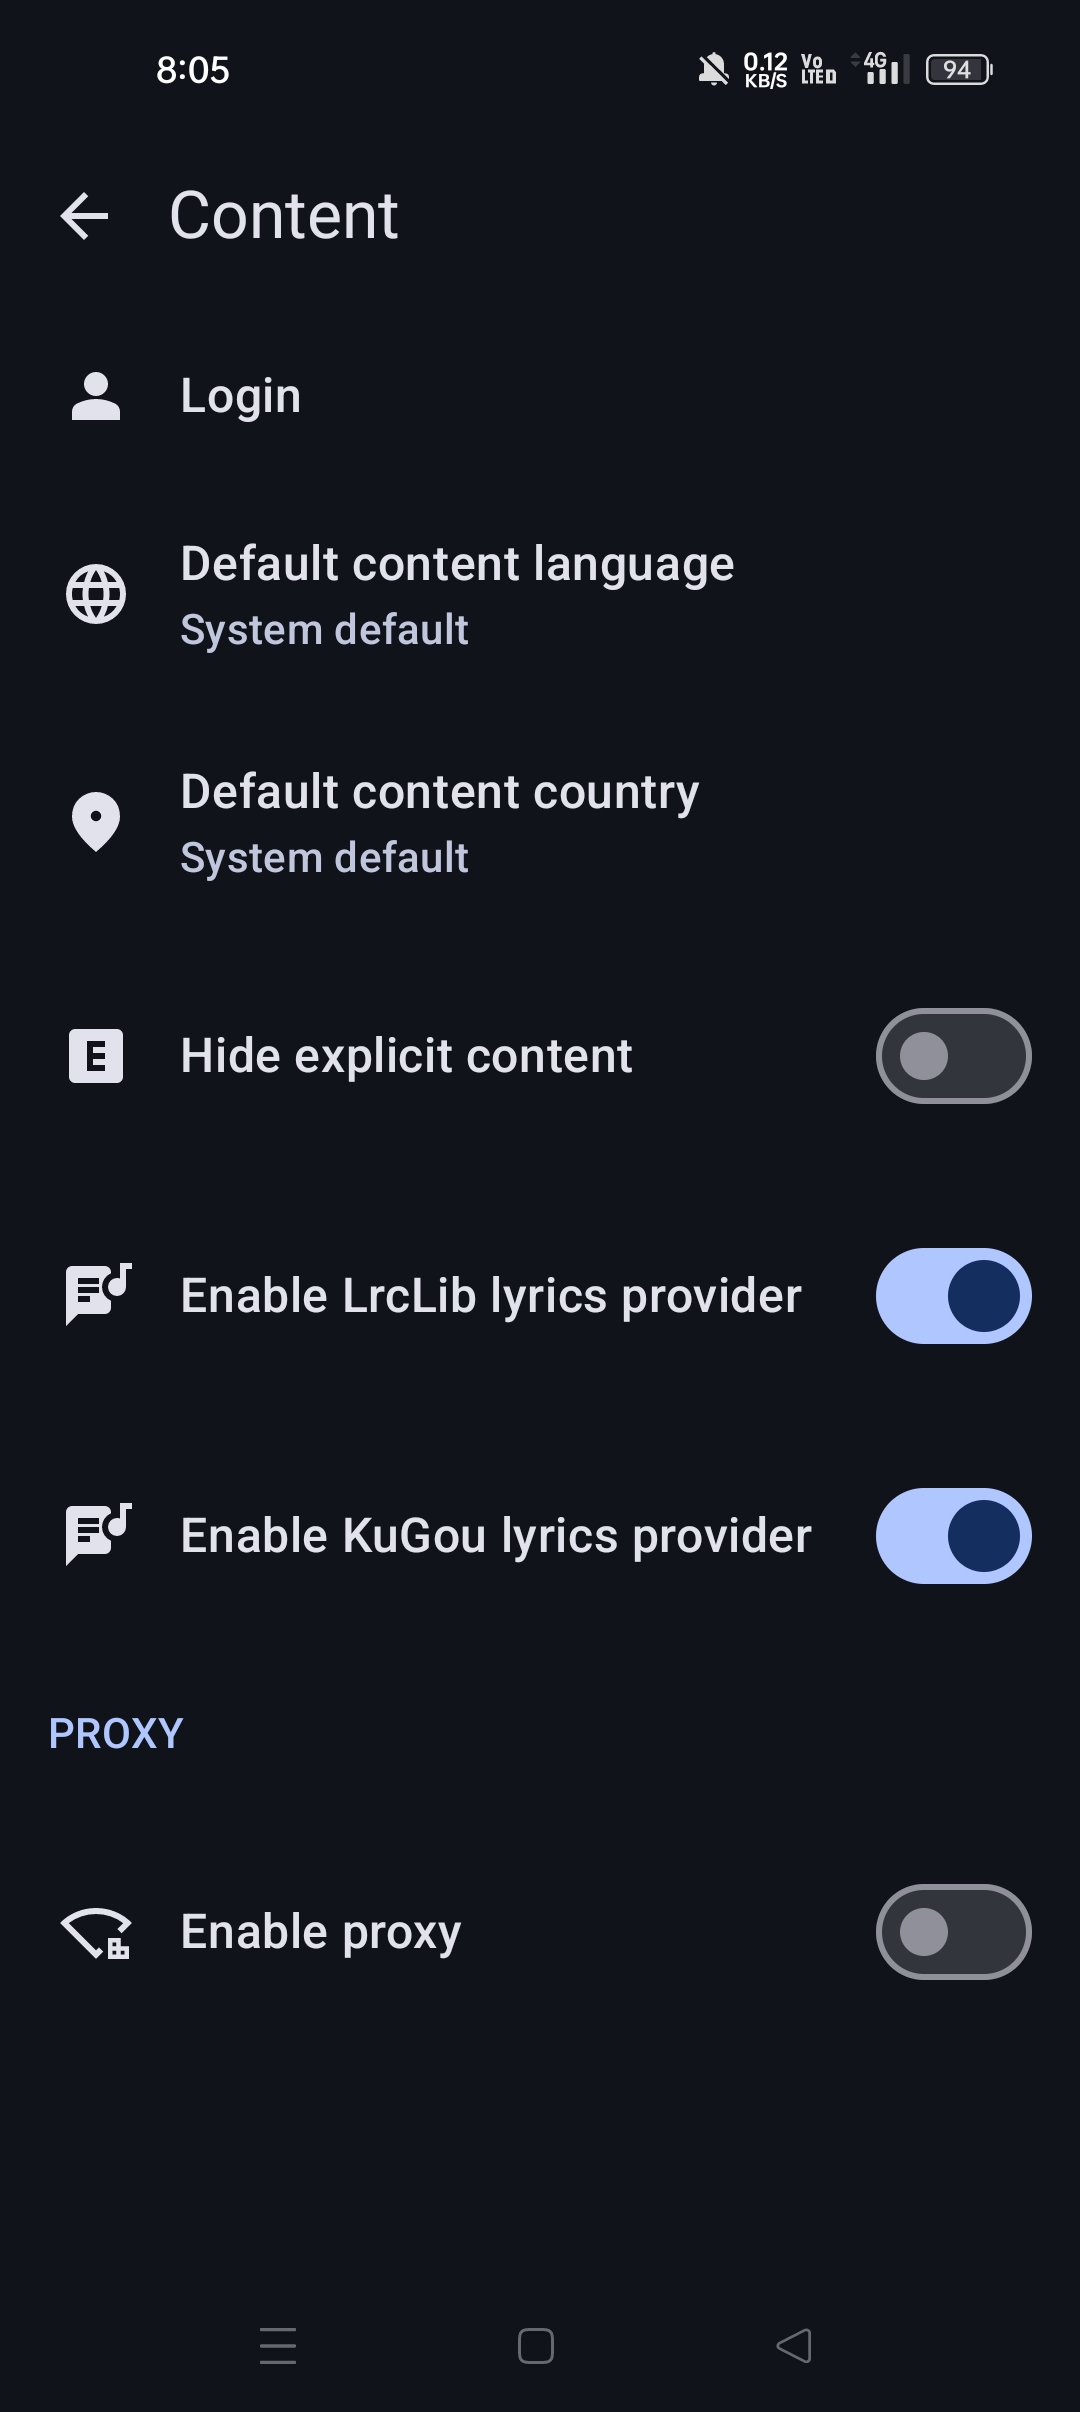 8:05 0.12 KB/S Vo LTE D 4G 94
Content
Login
Default content language
System default
Default content country
System default
E Hide explicit content
Enable LrcLib lyrics provider
Enable KuGou lyrics provider
PROXY
Enable proxy